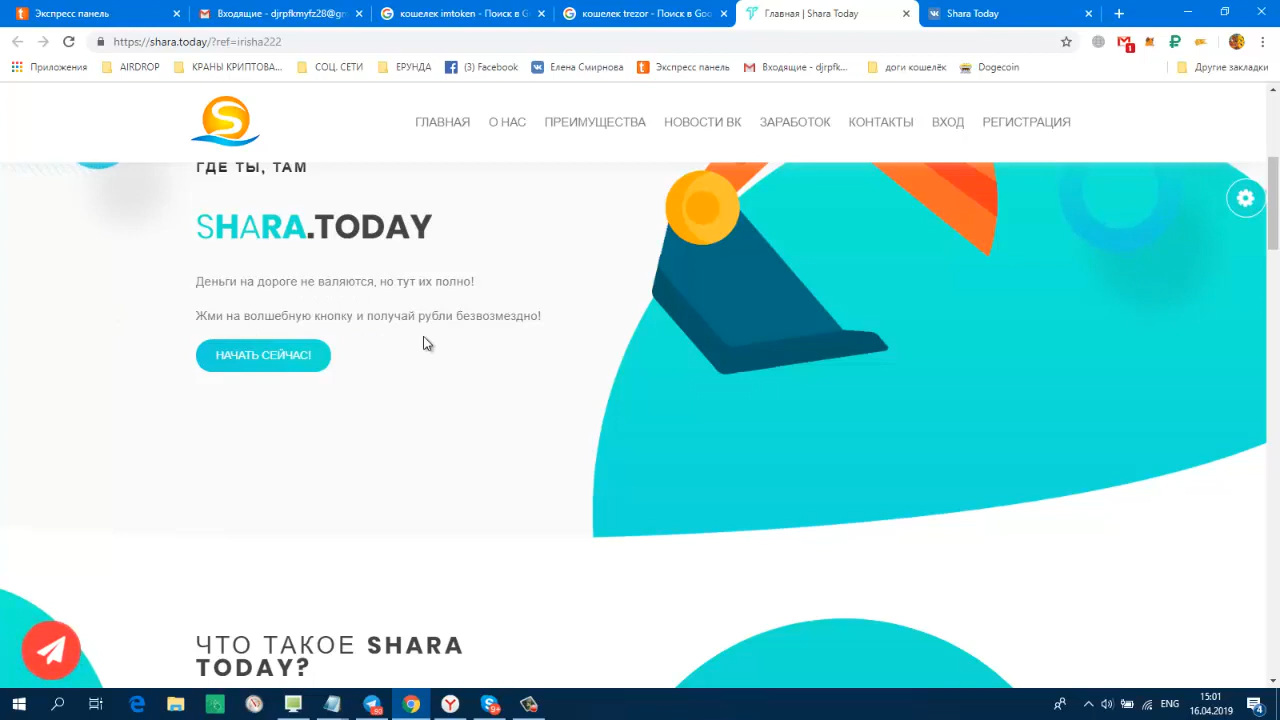 Экспресс панель
Входящие - djrpfkmyfz28@gm
кошелек imtoken - Поиск в G
кошелек trezor - Поиск в Goo
Главная | Shara Today
Shara Today
https://shara.today/?ref=irisha222
1
Приложения
AIRDROP
КРАНЫ КРИПТОВА...
СОЦ. СЕТИ
ЕРУНДА
(3) Facebook
Елена Смирнова
Экспресс панель
Входящие - djrpfk...
доги кошелёк
Dogecoin
Другие закладки
S
ГЛАВНАЯ
О НАС
ПРЕИМУЩЕСТВА
НОВОСТИ ВК
ЗАРАБОТОК
КОНТАКТЫ
ВХОД
РЕГИСТРАЦИЯ
ГДЕ ТЫ, ТАМ
SHARA.TODAY
Деньги на дороге не валяются, но тут их полно!
Жми на волшебную кнопку и получай рубли безвозмездно!
НАЧАТЬ СЕЙЧАС!
ЧТО ТАКОЕ SHARA
TODAY?
ENG
15:01
16.04.2019
4